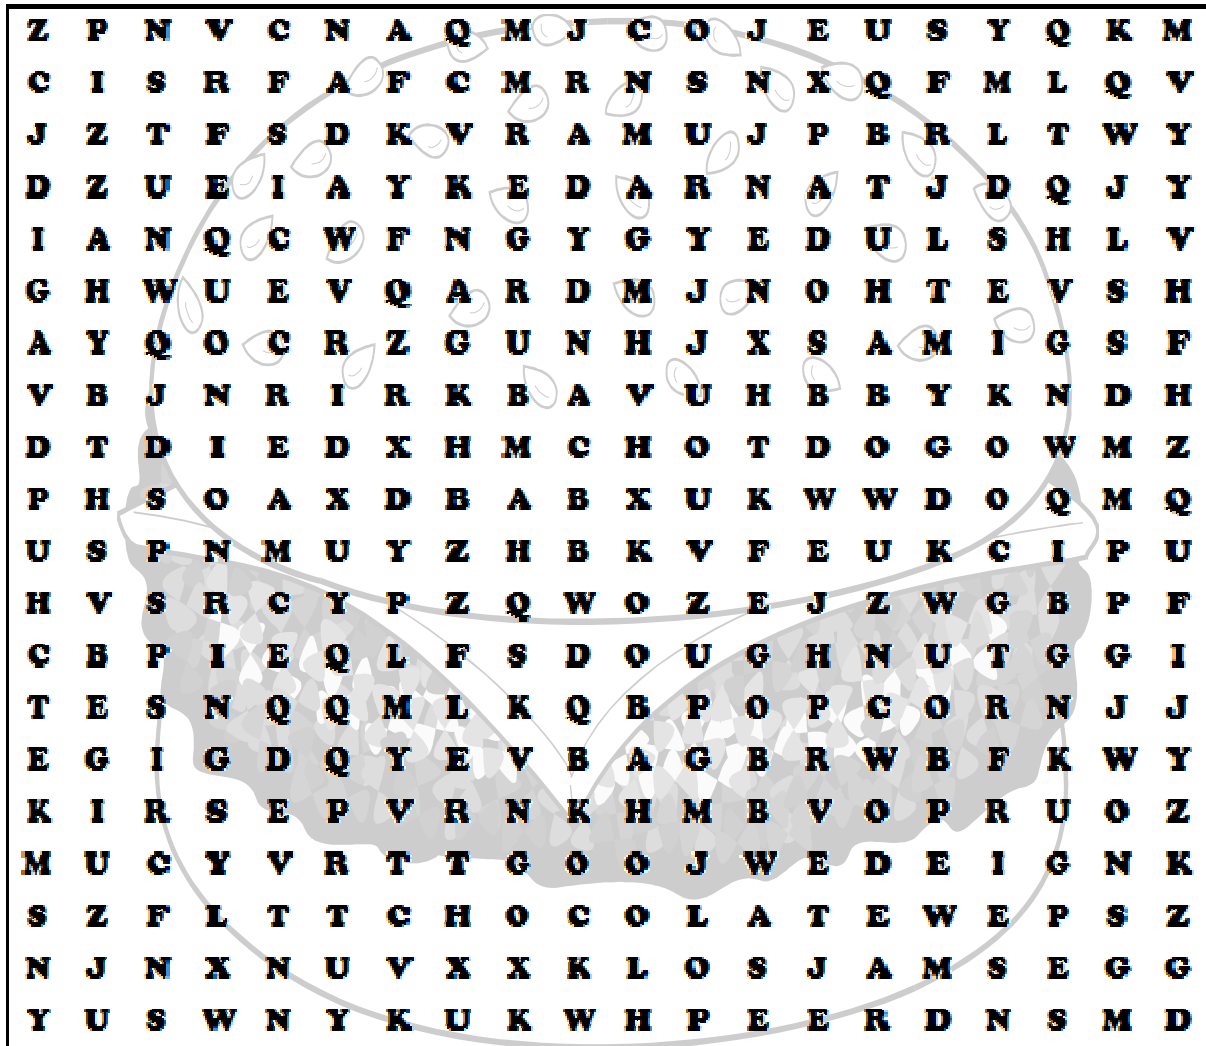 Z P N V C N A Q M J C O J E U S Y Q K M
C I S R F A F C M R N S N X Q F M L Q V
J Z T F S D K V R A M U J P B R L T W Y
D Z U E I A Y K E D A R N A T J D Q J Y
I A N Q C W F N G Y G Y E D U L S H L V
G H W U E V Q A R D M J N O H T E V S H
A Y Q O C R Z G U N H J X S A M I G S F
V B J N R I R K B A V U H B B Y K N D H
D T D I E D X H M C H O T D O G O W M Z
P H S O A X D B A B X U K W W D O Q M Q
U S P N M U Y Z H B K V F E U K C I P U
H V S R C Y P Z Q W O Z E J Z W G B P F
C B P I E Q L F S D O U G H N U T G G I
T E S N Q Q M L K Q B P O P C O R N J J
E G I G D Q Y E V B A G B R W B F K W Y
K I R S E P V R N K H M B V O P R U O Z
M U C Y V R T T G O O J W E D E I G N K
S Z F L T T C H O C O L A T E W E P S Z
N J N X N U V X X K L O S J A M S E G G
Y U S W N Y K U K W H P E E R D N S M D